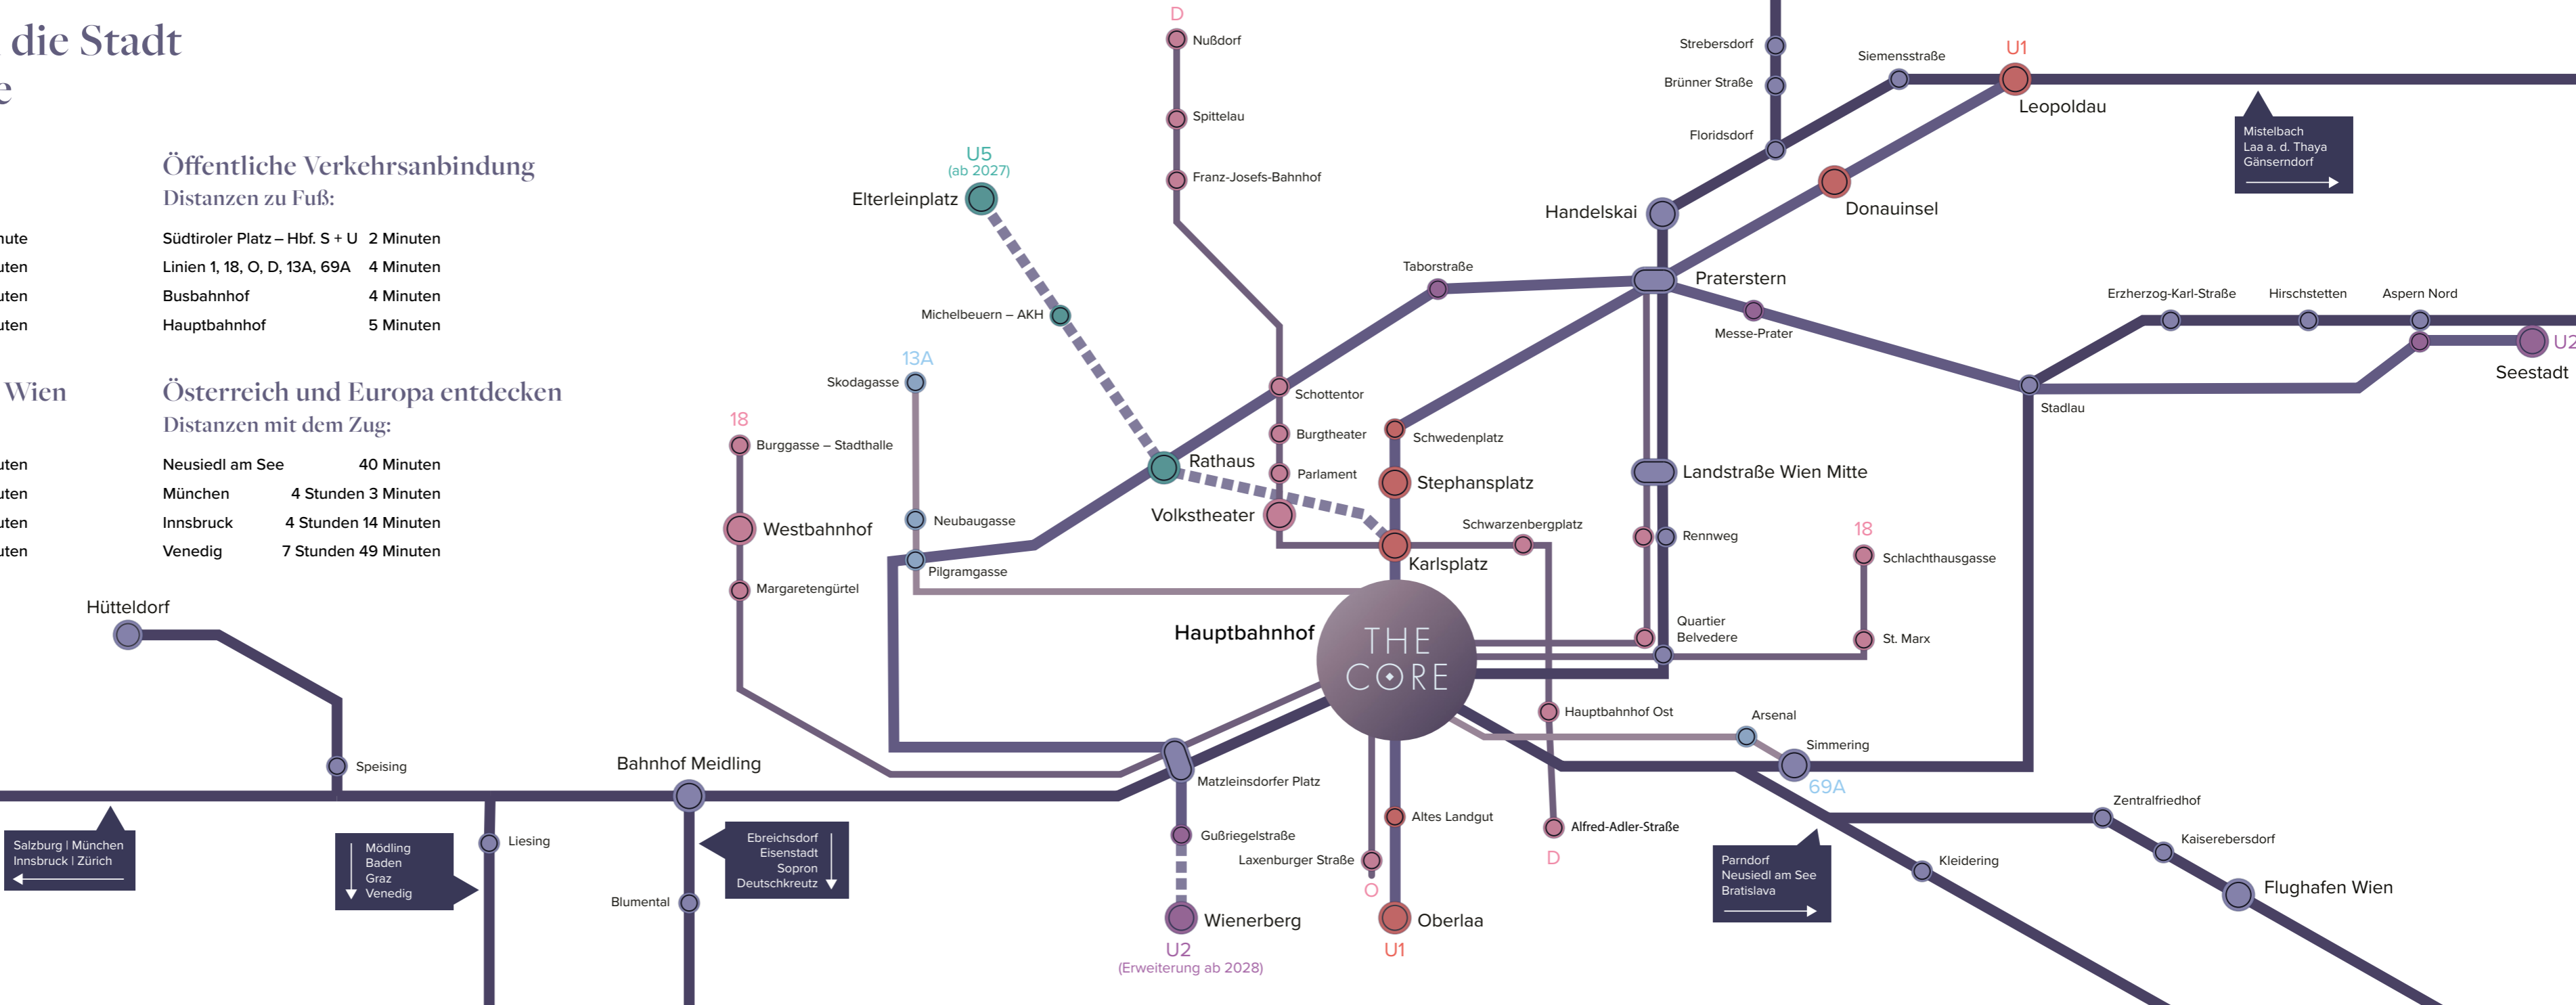 die Stadt
Öffentliche Verkehrsanbindung
Distanzen zu Fuß:
Südtiroler Platz – Hbf. S + U 2 Minuten
Linien 1, 18, O, D, 13A, 69A 4 Minuten
Busbahnhof 4 Minuten
Hauptbahnhof 5 Minuten
Wien
Österreich und Europa entdecken
Distanzen mit dem Zug:
Neusiedl am See 40 Minuten
München 4 Stunden 3 Minuten
Innsbruck 4 Stunden 14 Minuten
Venedig 7 Stunden 49 Minuten
Hütteldorf
Speising
Salzburg | München
Innsbruck | Zürich
Mödling
Baden
Graz
Venedig
Liesing
Bahnhof Meidling
Blumental
Ebreichsdorf
Eisenstadt
Sopron
Deutschkreutz
18
Burggasse – Stadthalle
Westbahnhof
Margaretengürtel
13A
Skodagasse
Neubaugasse
Pilgramgasse
U5
(ab 2027)
Elterleinplatz
Michelbeuern – AKH
Rathaus
D
Nußdorf
Spittelau
Franz-Josefs-Bahnhof
Schottentor
Burgtheater
Parlament
Volkstheater
Taborstraße
Schwedenplatz
Stephansplatz
Karlsplatz
Schwarzenbergplatz
Hauptbahnhof
THE
CORE
Matzleinsdorfer Platz
Gußriegelstraße
Wienerberg
U2
(Erweiterung ab 2028)
Laxenburger Straße
O
Altes Landgut
Oberlaa
U1
Hauptbahnhof Ost
Alfred-Adler-Straße
D
Strebersdorf
Brünner Straße
Floridsdorf
Siemensstraße
U1
Leopoldau
Mistelbach
Laa a. d. Thaya
Gänserndorf
Handelskai
Donauinsel
Praterstern
Messe-Prater
Landstraße Wien Mitte
Rennweg
Quartier
Belvedere
18
Schlachthausgasse
St. Marx
Erzherzog-Karl-Straße
Hirschstetten
Aspern Nord
U2
Seestadt
Stadlau
Arsenal
Simmering
69A
Parndorf
Neusiedl am See
Bratislava
Zentralfriedhof
Kaiserebersdorf
Kleidering
Flughafen Wien